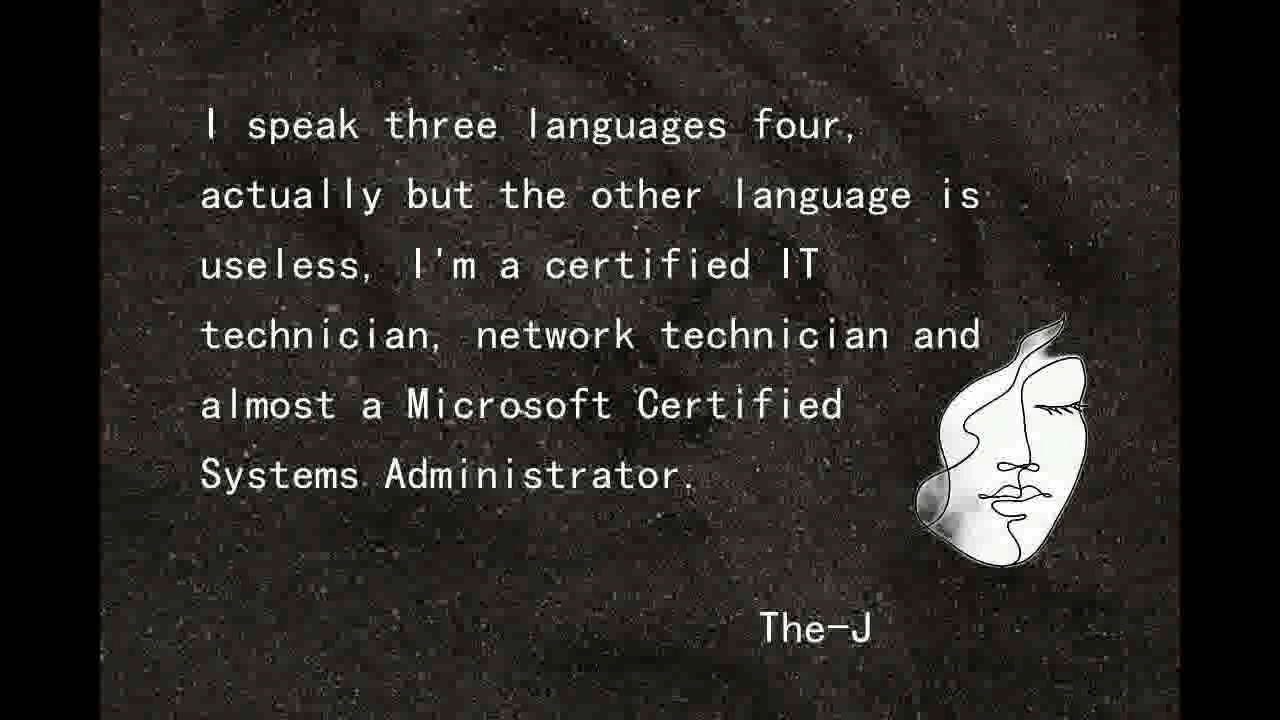 I speak three languages four,
actually but the other language is
useless, I'm a certified IT
technician, network technician and
almost a Microsoft Certified
Systems Administrator.
The-J